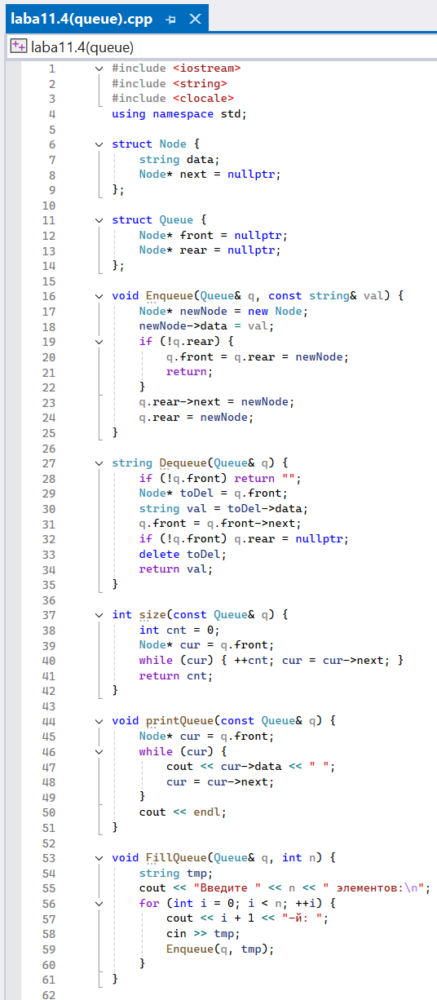 laba11.4(queue).cpp
laba11.4(queue)
1 #include <iostream>
2 #include <string>
3 #include <clocale>
4 using namespace std;
5
6 struct Node {
7     string data;
8     Node* next = nullptr;
9 };
10
11 struct Queue {
12     Node* front = nullptr;
13     Node* rear = nullptr;
14 };
15
16 void Enqueue(Queue& q, const string& val) {
17     Node* newNode = new Node;
18     newNode->data = val;
19     if (!q.rear) {
20         q.front = q.rear = newNode;
21         return;
22     }
23     q.rear->next = newNode;
24     q.rear = newNode;
25 }
26
27 string Dequeue(Queue& q) {
28     if (!q.front) return "";
29     Node* toDel = q.front;
30     string val = toDel->data;
31     q.front = q.front->next;
32     if (!q.front) q.rear = nullptr;
33     delete toDel;
34     return val;
35 }
36
37 int size(const Queue& q) {
38     int cnt = 0;
39     Node* cur = q.front;
40     while (cur) { ++cnt; cur = cur->next; }
41     return cnt;
42 }
43
44 void printQueue(const Queue& q) {
45     Node* cur = q.front;
46     while (cur) {
47         cout << cur->data << " ";
48         cur = cur->next;
49     }
50     cout << endl;
51 }
52
53 void FillQueue(Queue& q, int n) {
54     string tmp;
55     cout << "Введите " << n << " элементов:\n";
56     for (int i = 0; i < n; ++i) {
57         cout << i + 1 << "-й: ";
58         cin >> tmp;
59         Enqueue(q, tmp);
60     }
61 }
62